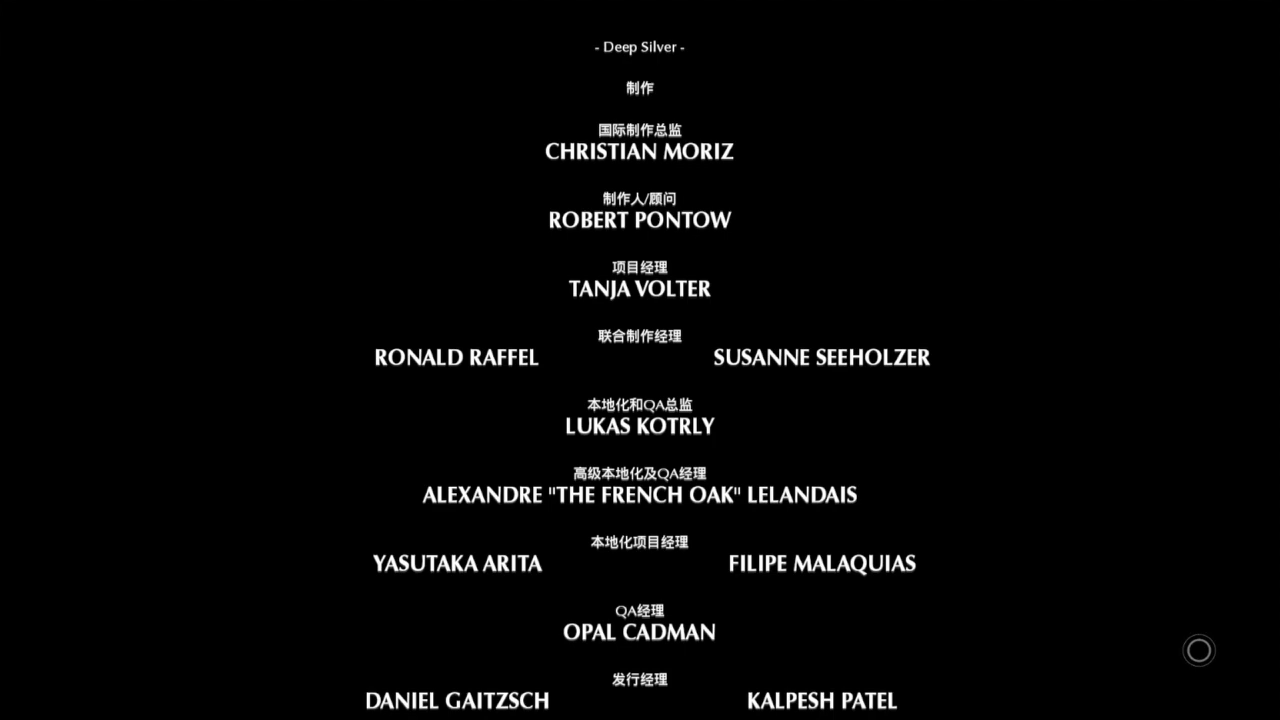 - Deep Silver -
制作
国际制作总监
CHRISTIAN MORIZ
制作人/顾问
ROBERT PONTOW
项目经理
TANJA VOLTER
联合制作经理
RONALD RAFFEL SUSANNE SEEHOLZER
本地化和QA总监
LUKAS KOTRLY
高级本地化及QA经理
ALEXANDRE "THE FRENCH OAK" LELANDAIS
本地化项目经理
YASUTAKA ARITA FILIPE MALAQUIAS
QA经理
OPAL CADMAN
发行经理
DANIEL GAITZSCH KALPESH PATEL